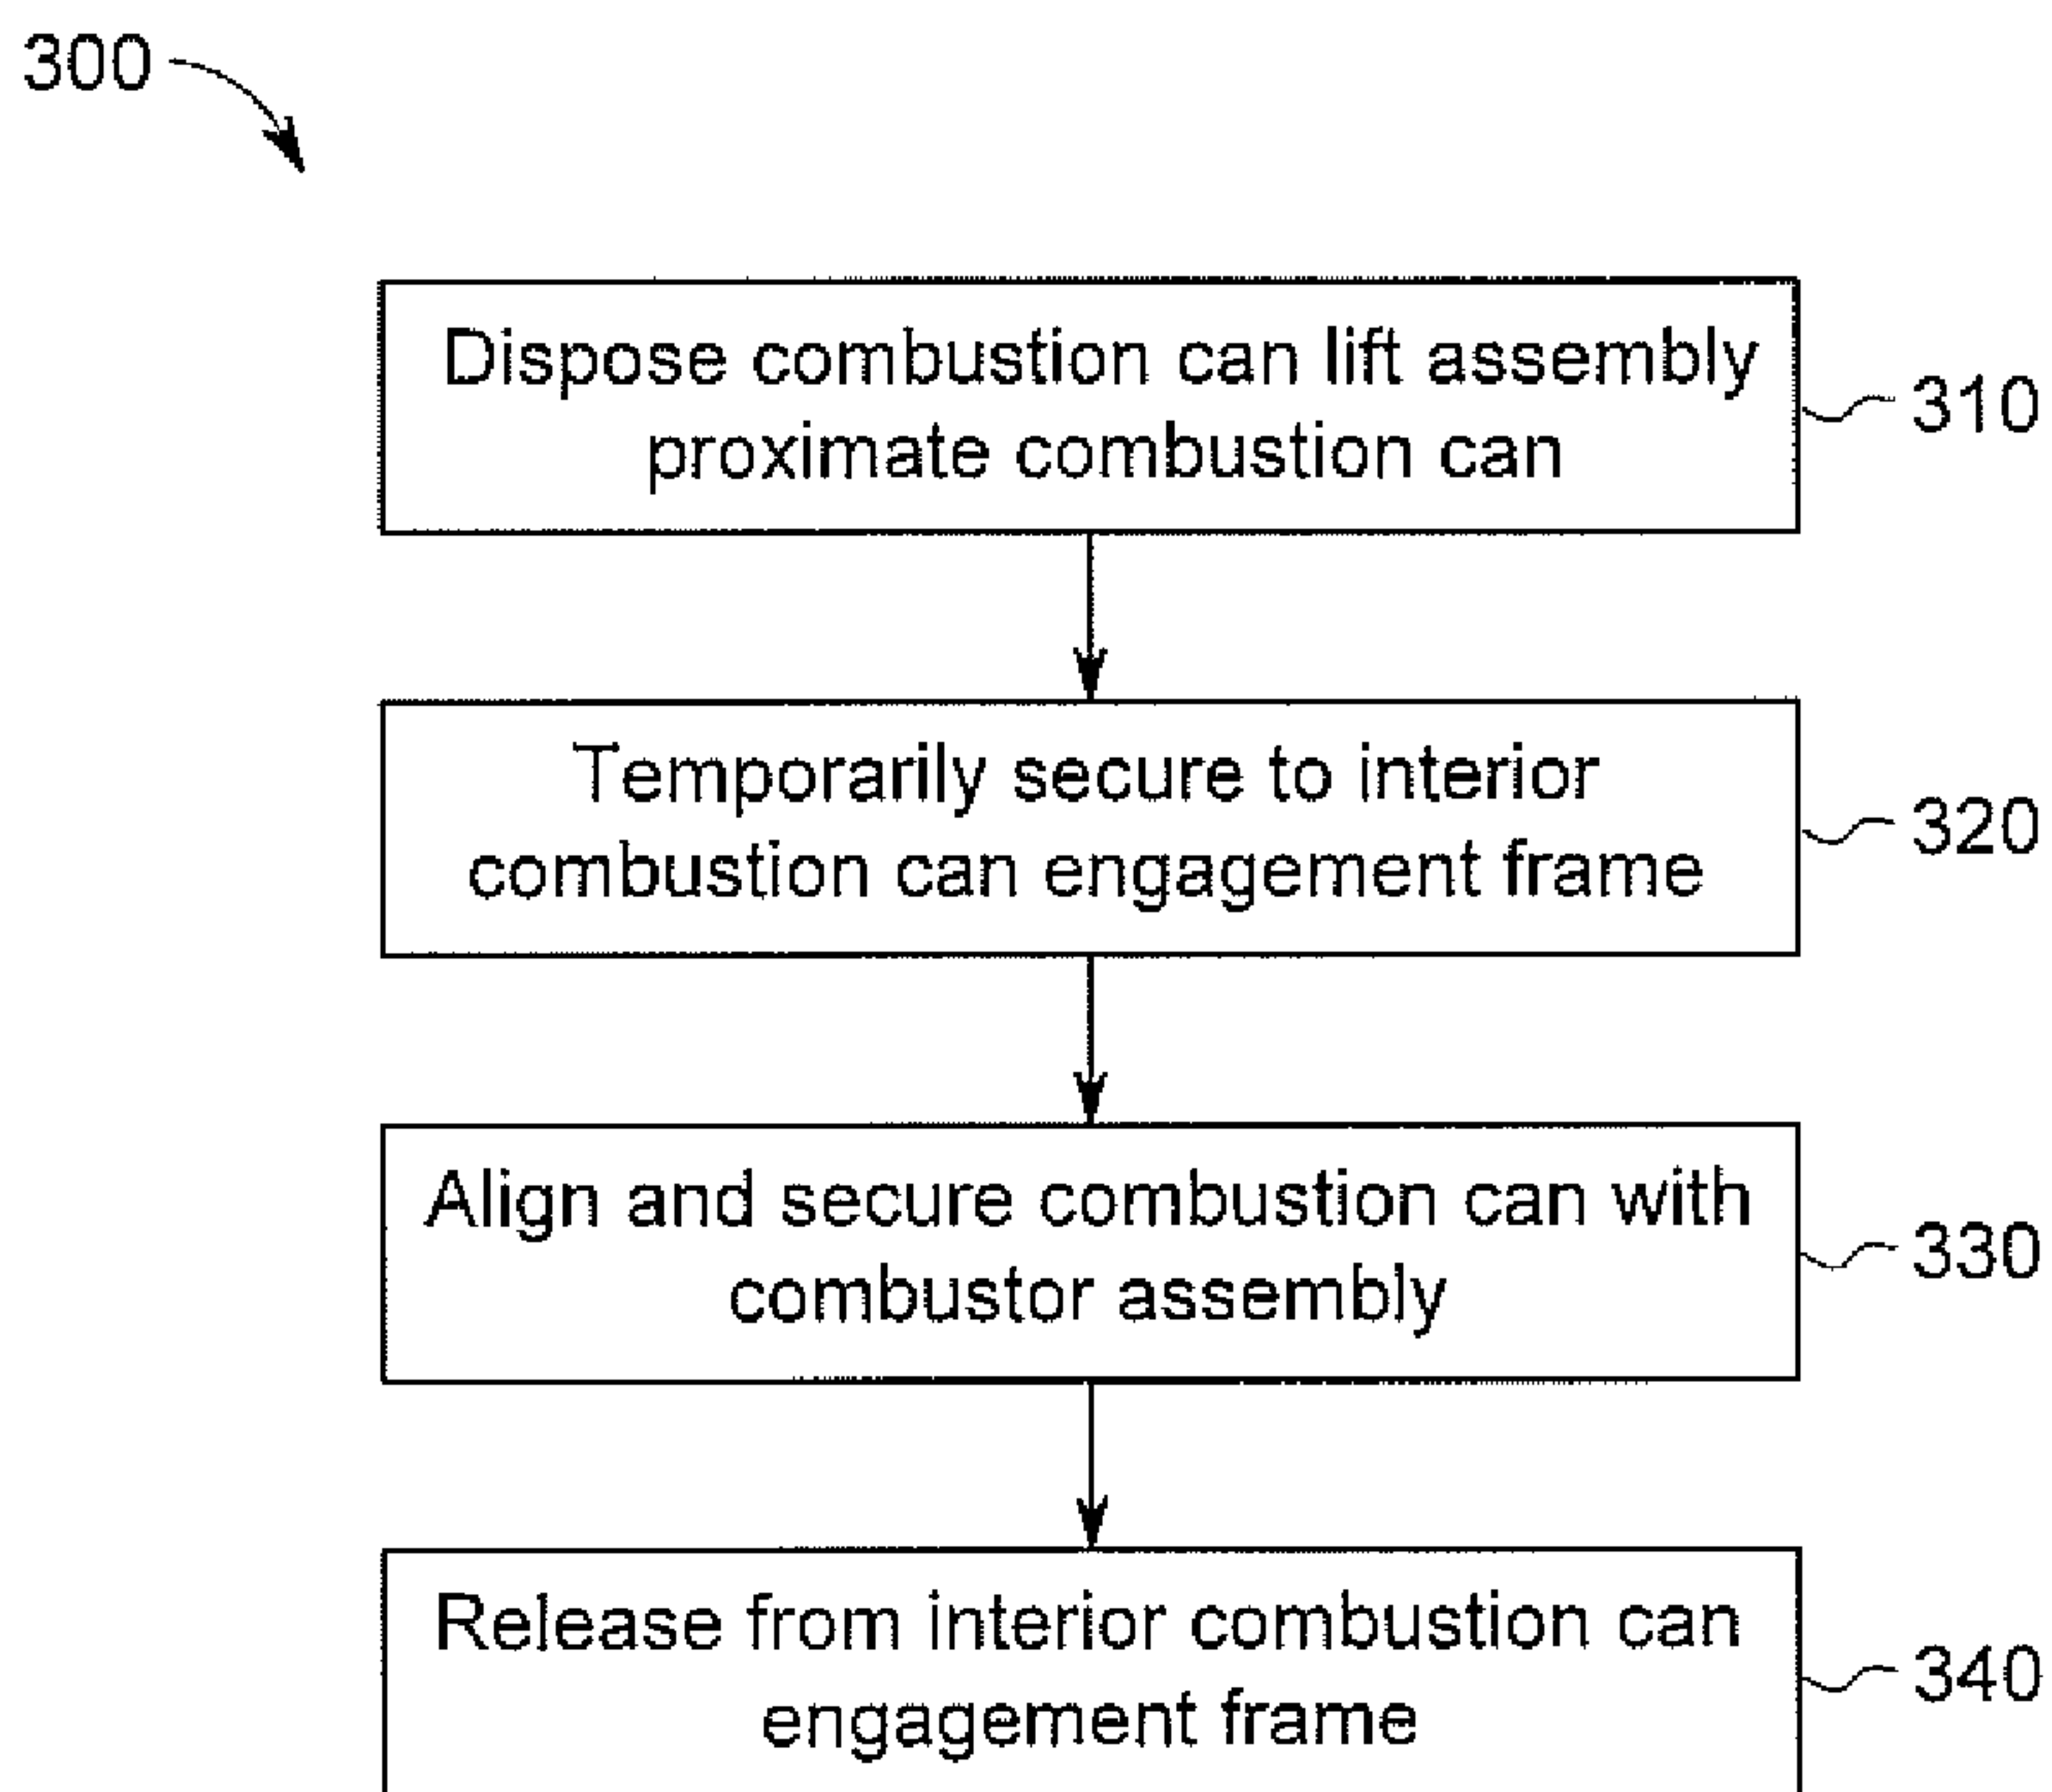 300
Dispose combustion can lift assembly
proximate combustion can
310
Temporarily secure to interior
combustion can engagement frame
320
Align and secure combustion can with
combustor assembly
330
Release from interior combustion can
engagement frame
340